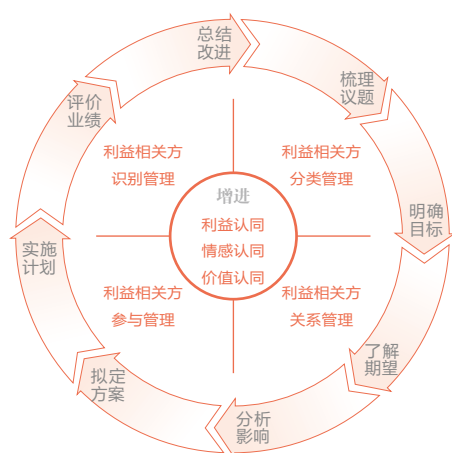 总结
改进
梳理
议题
明确
目标
了解
期望
分析
影响
拟定
方案
实施
计划
评价
业绩
利益相关方
识别管理
利益相关方
分类管理
增进
利益认同
情感认同
价值认同
利益相关方
参与管理
利益相关方
关系管理